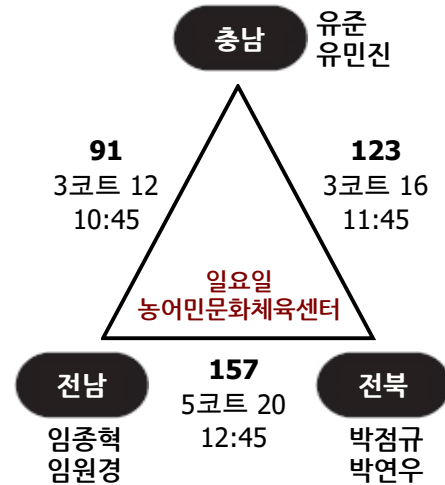 충남
유준
유민진
91
3코트 12
10:45
123
3코트 16
11:45
일요일
농어민문화체육센터
전남
임종혁
임원경
157
5코트 20
12:45
전북
박점규
박연우